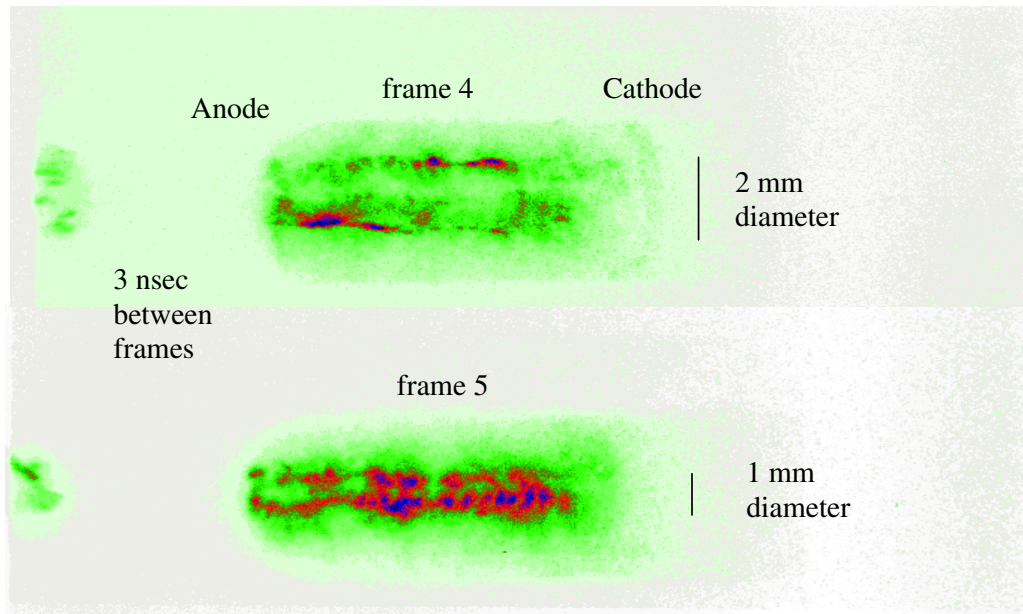 frame 4
Anode
Cathode
2 mm
diameter
3 nsec
between
frames
frame 5
1 mm
diameter